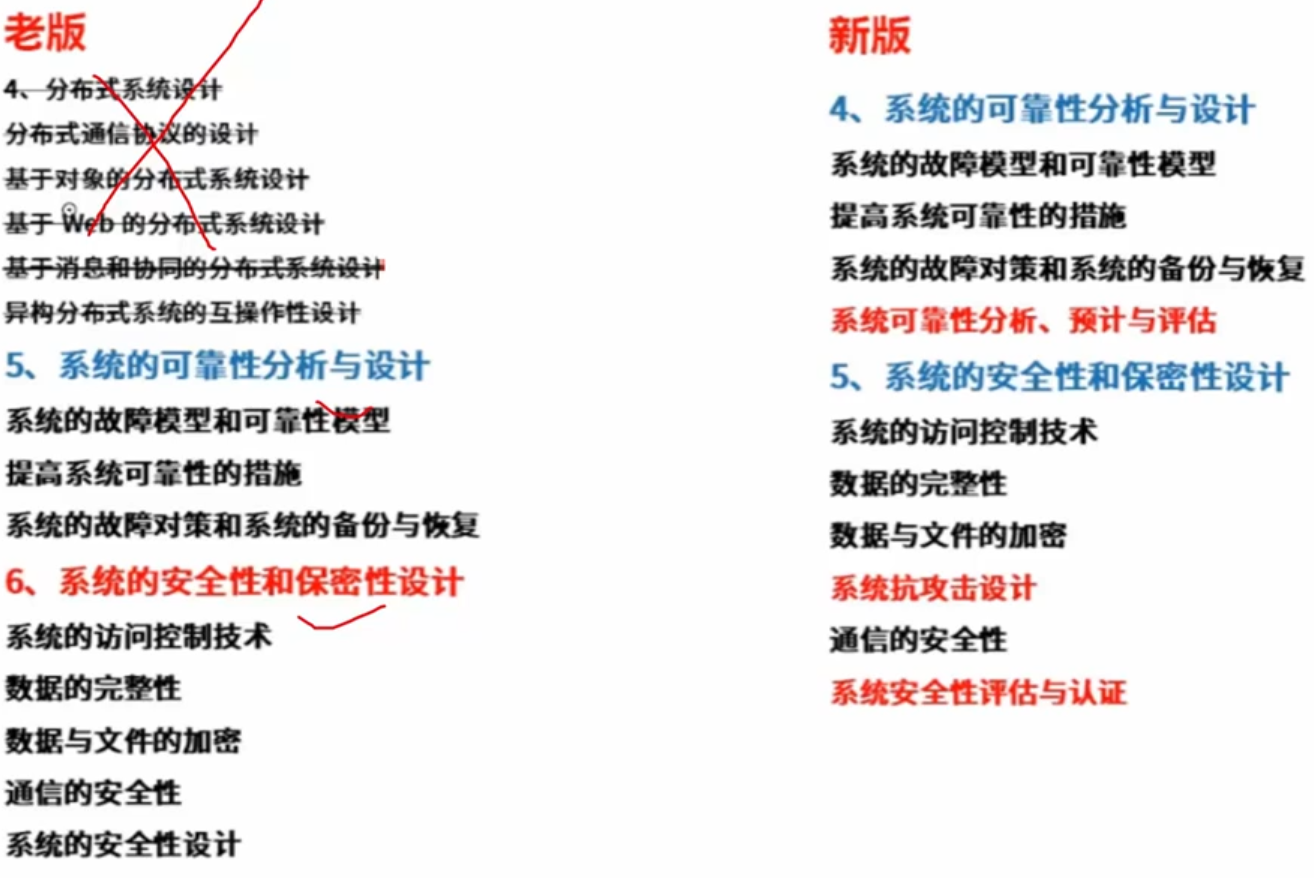 老版
4、分布式系统设计
分布式通信协议的设计
基于对象的分布式系统设计
基于 Web 的分布式系统设计
基于消息和协同的分布式系统设计
异构分布式系统的互操作性设计
5、系统的可靠性分析与设计
系统的故障模型和可靠性模型
提高系统可靠性的措施
系统的故障对策和系统的备份与恢复
6、系统的安全性和保密性设计
系统的访问控制技术
数据的完整性
数据与文件的加密
通信的安全性
系统的安全性设计
新版
4、系统的可靠性分析与设计
系统的故障模型和可靠性模型
提高系统可靠性的措施
系统的故障对策和系统的备份与恢复
系统可靠性分析、预计与评估
5、系统的安全性和保密性设计
系统的访问控制技术
数据的完整性
数据与文件的加密
系统抗攻击设计
通信的安全性
系统安全性评估与认证